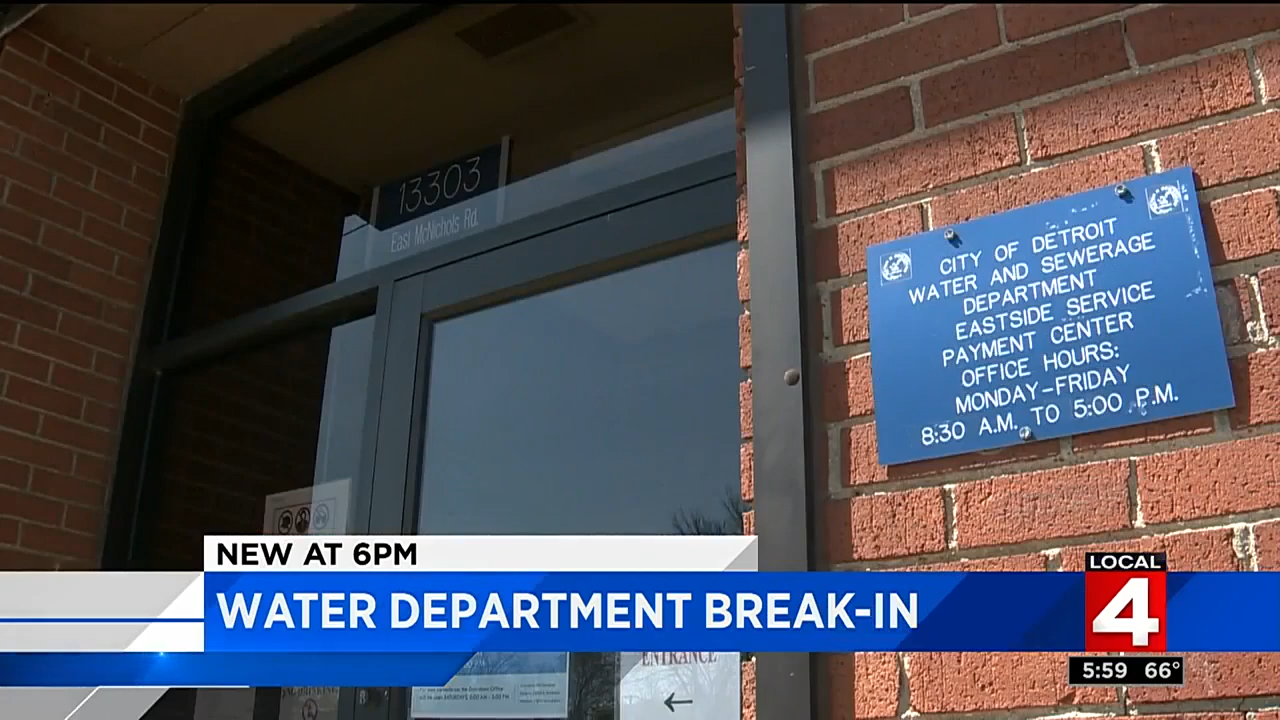 13303
East McNichols Rd.
CITY OF DETROIT
WATER AND SEWERAGE
DEPARTMENT
EASTSIDE SERVICE
PAYMENT CENTER
OFFICE HOURS:
MONDAY-FRIDAY
8:30 A.M. TO 5:00 P.M.
NEW AT 6PM
WATER DEPARTMENT BREAK-IN
LOCAL
4
5:59 66°
ENTRANCE